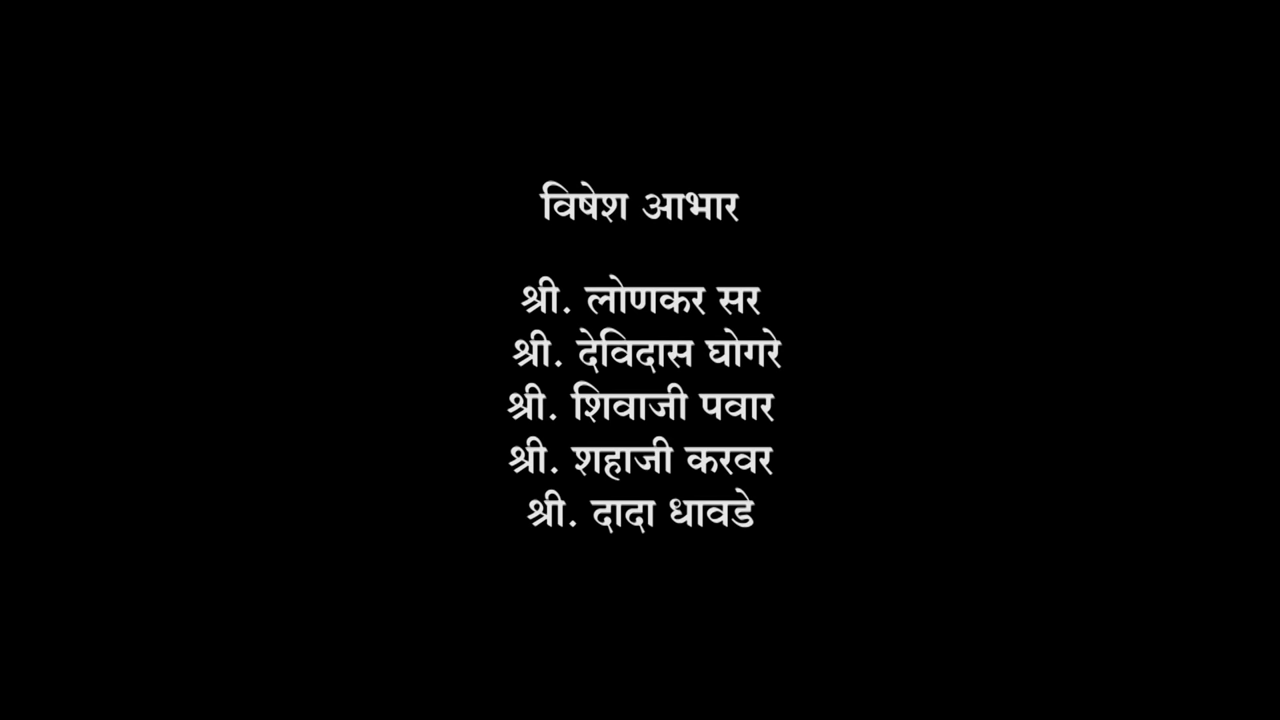 विषेश आभार
श्री. लोणकर सर
श्री. देविदास घोगरे
श्री. शिवाजी पवार
श्री. शहाजी करवर
श्री. दादा धावडे